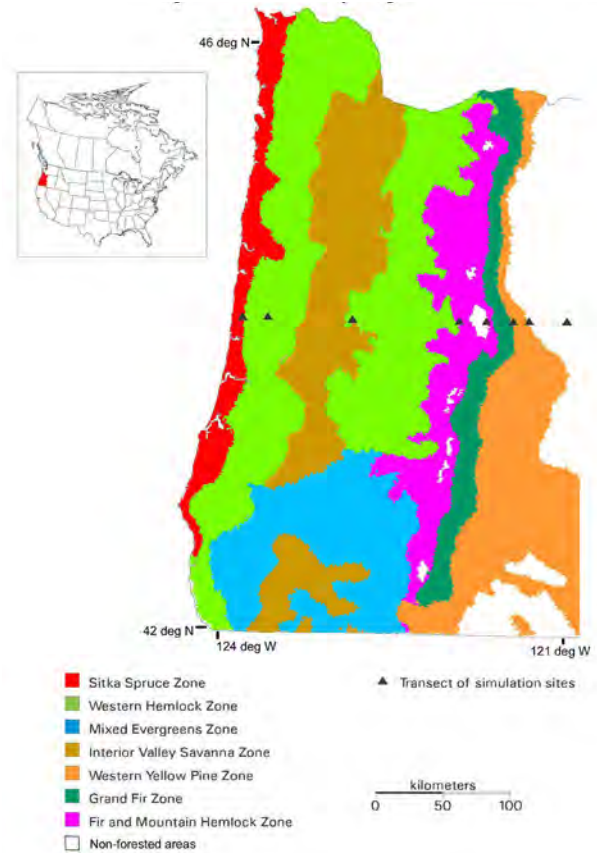 46 deg N
42 deg N
124 deg W
121 deg W
Sitka Spruce Zone
Western Hemlock Zone
Mixed Evergreens Zone
Interior Valley Savanna Zone
Western Yellow Pine Zone
Grand Fir Zone
Fir and Mountain Hemlock Zone
Non-forested areas
Transect of simulation sites
kilometers
0 50 100